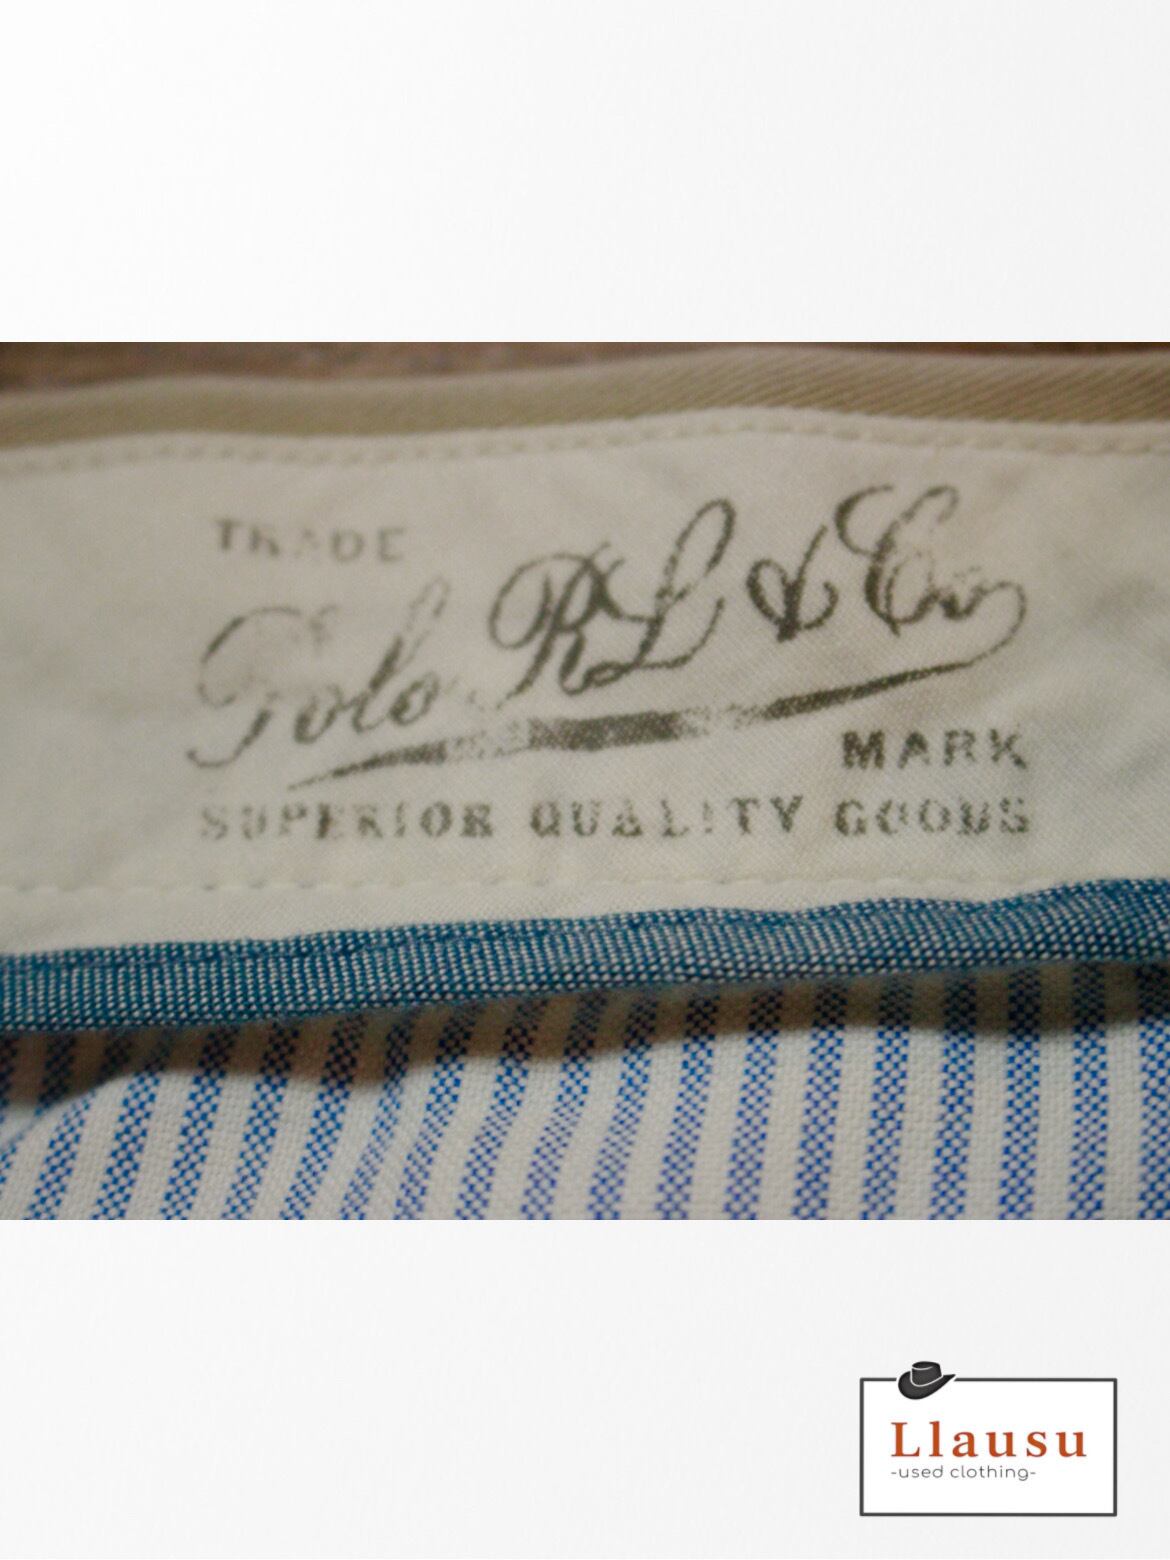 TRADE
Polo RL & Co
MARK
SUPERIOR QUALITY GOODS
Llausu
-used clothing-